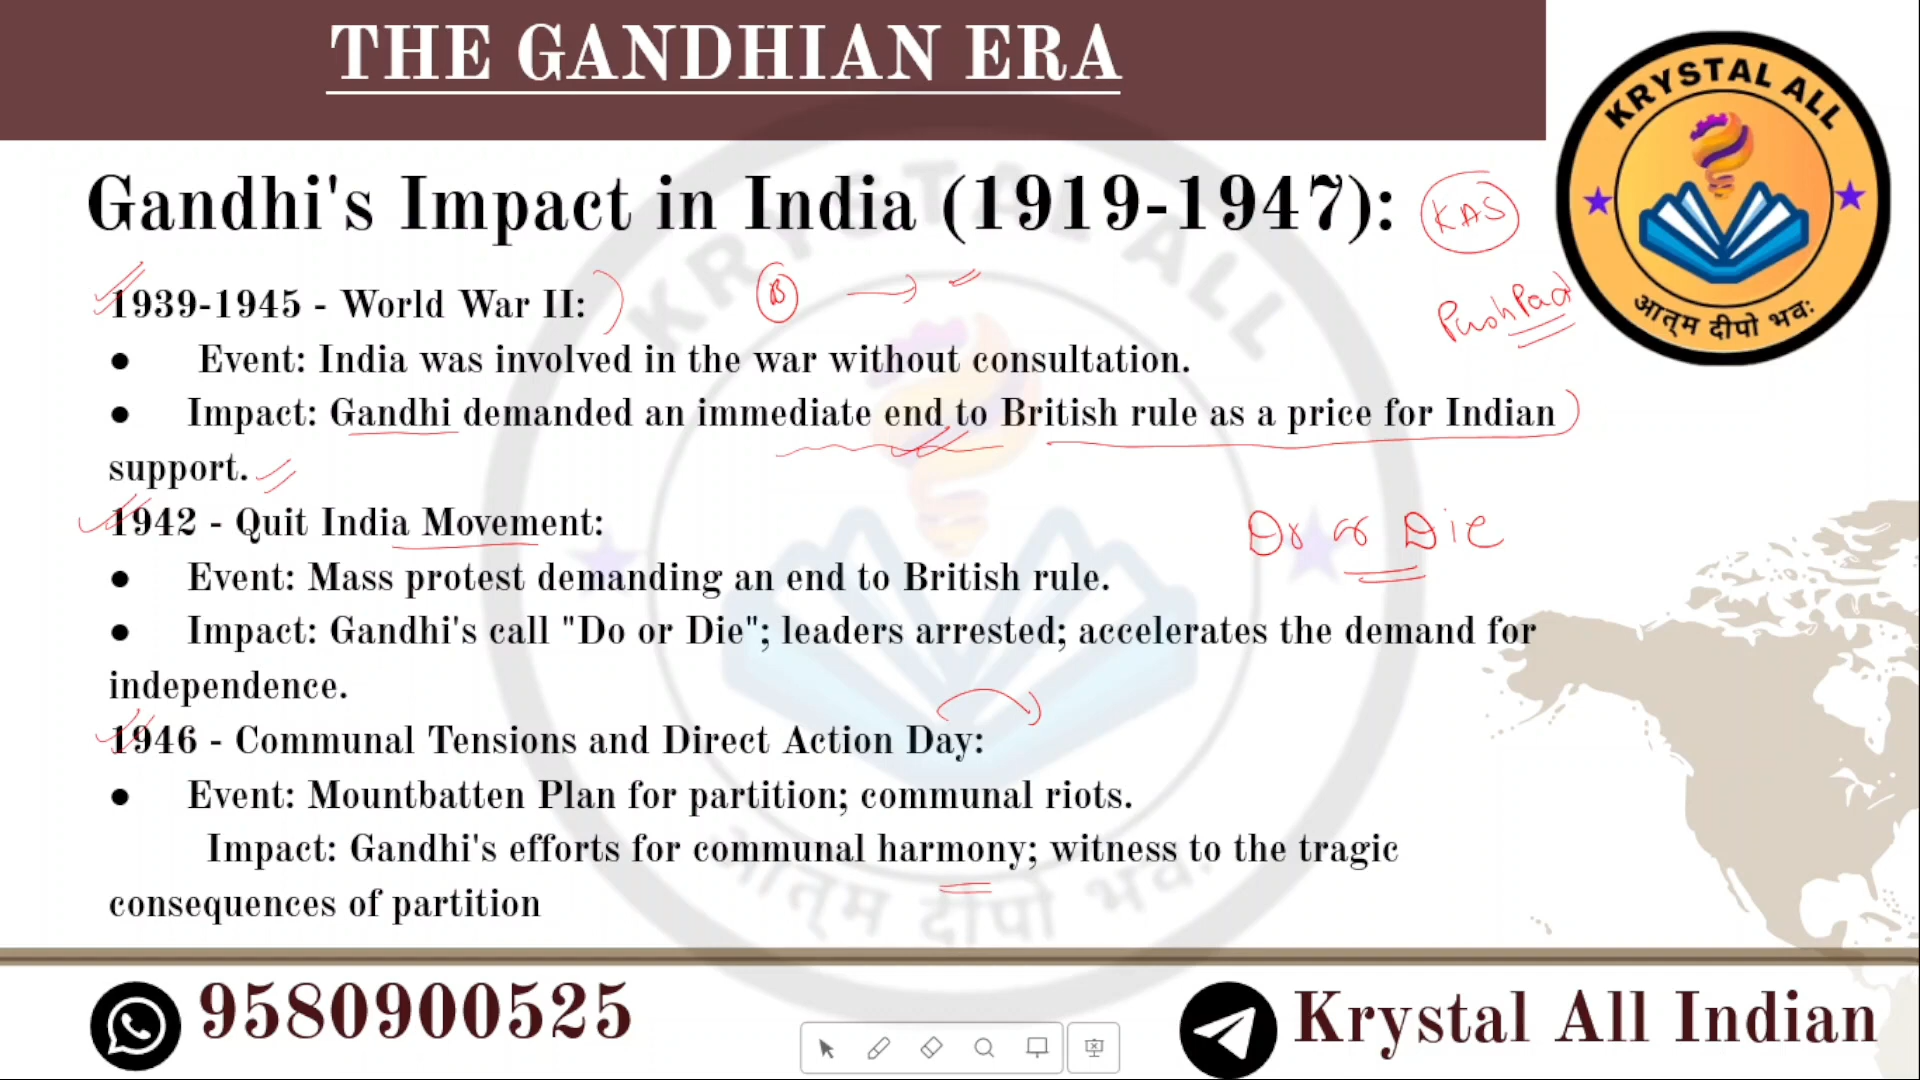 THE GANDHIAN ERA
KRYSTAL ALL
आत्म दीपो भवः
Gandhi's Impact in India (1919-1947):
KAS
1939-1945 - World War II:
B
● Event: India was involved in the war without consultation.
● Impact: Gandhi demanded an immediate end to British rule as a price for Indian
support.
1942 - Quit India Movement:
Do or Die
● Event: Mass protest demanding an end to British rule.
● Impact: Gandhi's call "Do or Die"; leaders arrested; accelerates the demand for
independence.
1946 - Communal Tensions and Direct Action Day:
● Event: Mountbatten Plan for partition; communal riots.
Impact: Gandhi's efforts for communal harmony; witness to the tragic
consequences of partition
KRYSTAL ALL
आत्म दीपो भवः
9580900525
Krystal All Indian